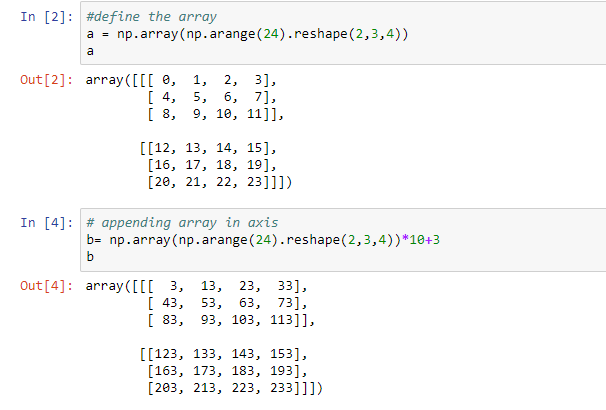 In [2]: #define the array
a = np.array(np.arange(24).reshape(2,3,4))
a
Out[2]: array([[[ 0,  1,  2,  3],
[ 4,  5,  6,  7],
[ 8,  9, 10, 11]],
[[12, 13, 14, 15],
[16, 17, 18, 19],
[20, 21, 22, 23]]])
In [4]: # appending array in axis
b= np.array(np.arange(24).reshape(2,3,4))*10+3
b
Out[4]: array([[[  3,  13,  23,  33],
[ 43,  53,  63,  73],
[ 83,  93, 103, 113]],
[[123, 133, 143, 153],
[163, 173, 183, 193],
[203, 213, 223, 233]]])